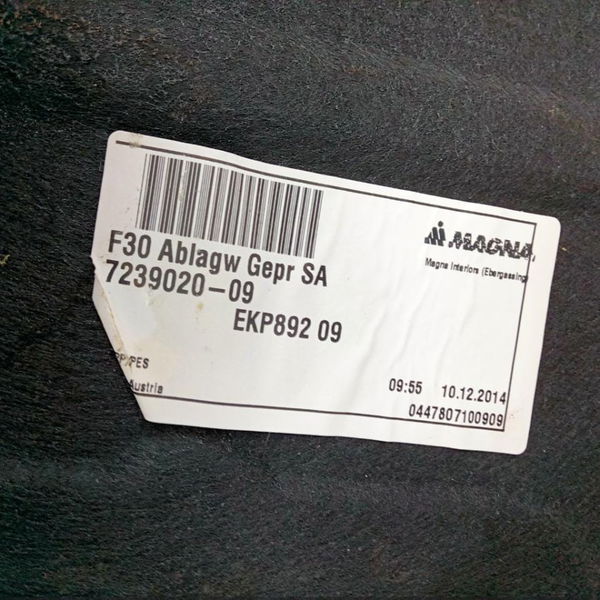 MAGNA
Magna Interiors (Ebergassing)
F30 Ablagw Gepr SA
7239020-09
EKP892 09
PES
09:55 10.12.2014
Austria
0447807100909